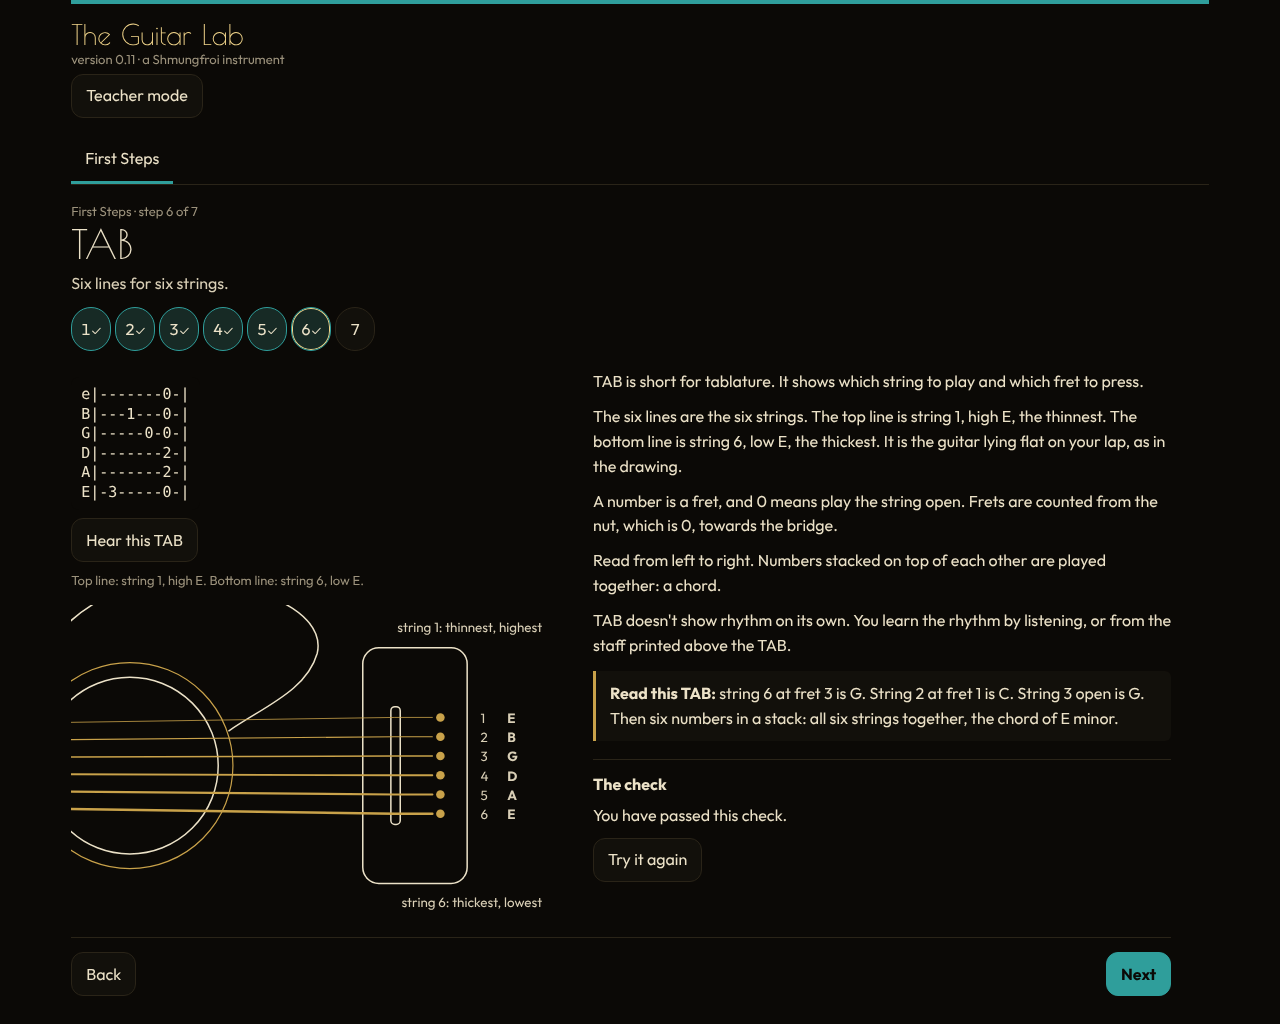 The Guitar Lab
version 0.11 · a Shmungfroi instrument
Teacher mode
First Steps
First Steps · step 6 of 7
TAB
Six lines for six strings.
1✓ 2✓ 3✓ 4✓ 5✓ 6✓ 7
e|-------0-|
B|---1---0-|
G|-----0-0-|
D|-------2-|
A|-------2-|
E|-3-----0-|
Hear this TAB
Top line: string 1, high E. Bottom line: string 6, low E.
string 1: thinnest, highest
1 E
2 B
3 G
4 D
5 A
6 E
string 6: thickest, lowest
TAB is short for tablature. It shows which string to play and which fret to press.
The six lines are the six strings. The top line is string 1, high E, the thinnest. The
bottom line is string 6, low E, the thickest. It is the guitar lying flat on your lap, as in
the drawing.
A number is a fret, and 0 means play the string open. Frets are counted from the
nut, which is 0, towards the bridge.
Read from left to right. Numbers stacked on top of each other are played
together: a chord.
TAB doesn't show rhythm on its own. You learn the rhythm by listening, or from the
staff printed above the TAB.
Read this TAB: string 6 at fret 3 is G. String 2 at fret 1 is C. String 3 open is G.
Then six numbers in a stack: all six strings together, the chord of E minor.
The check
You have passed this check.
Try it again
Back
Next